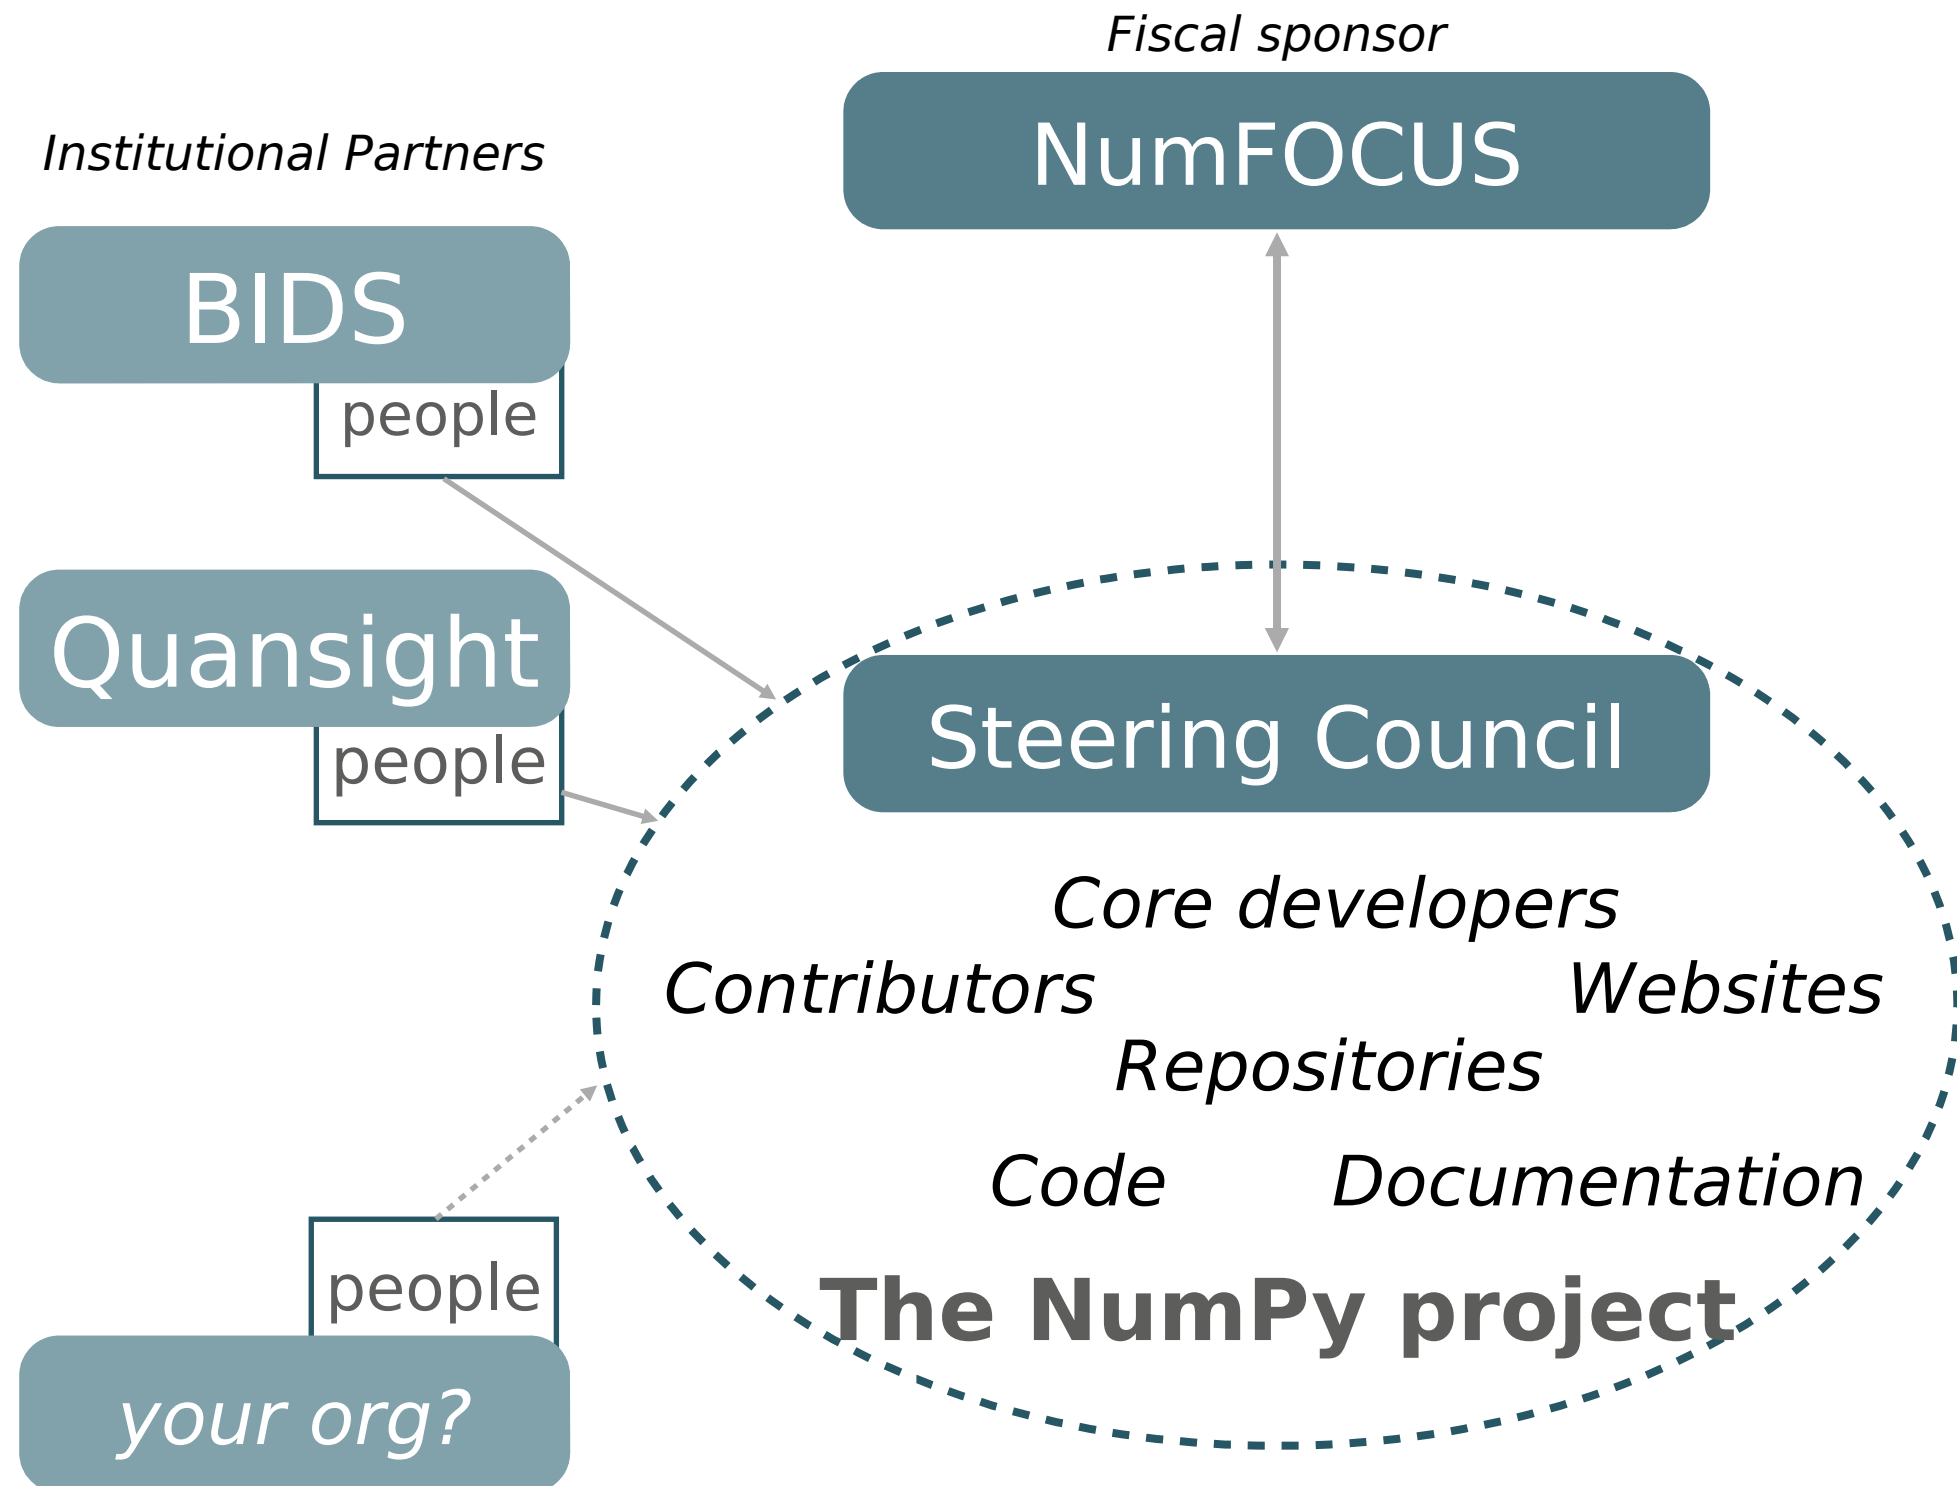 Fiscal sponsor
NumFOCUS
Institutional Partners
BIDS
people
Quansight
people
Steering Council
Core developers
Contributors
Websites
Repositories
Code
Documentation
The NumPy project
people
your org?